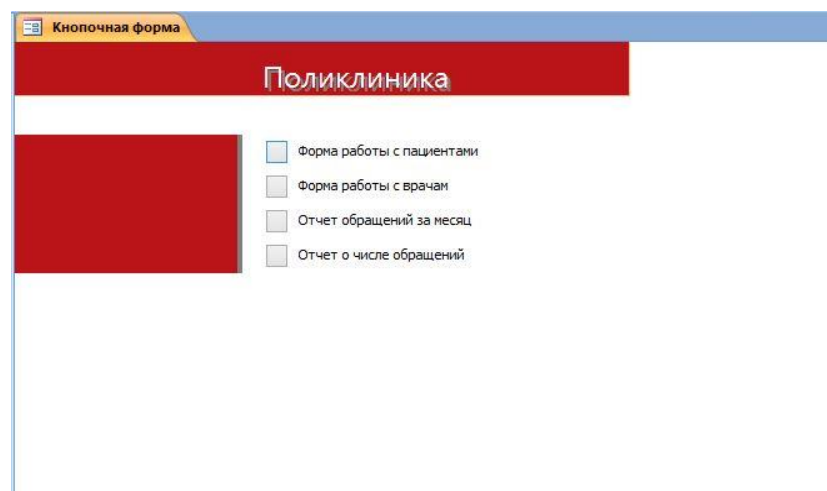 Кнопочная форма
Поликлиника
Форма работы с пациентами
Форма работы с врачам
Отчет обращений за месяц
Отчет о числе обращений